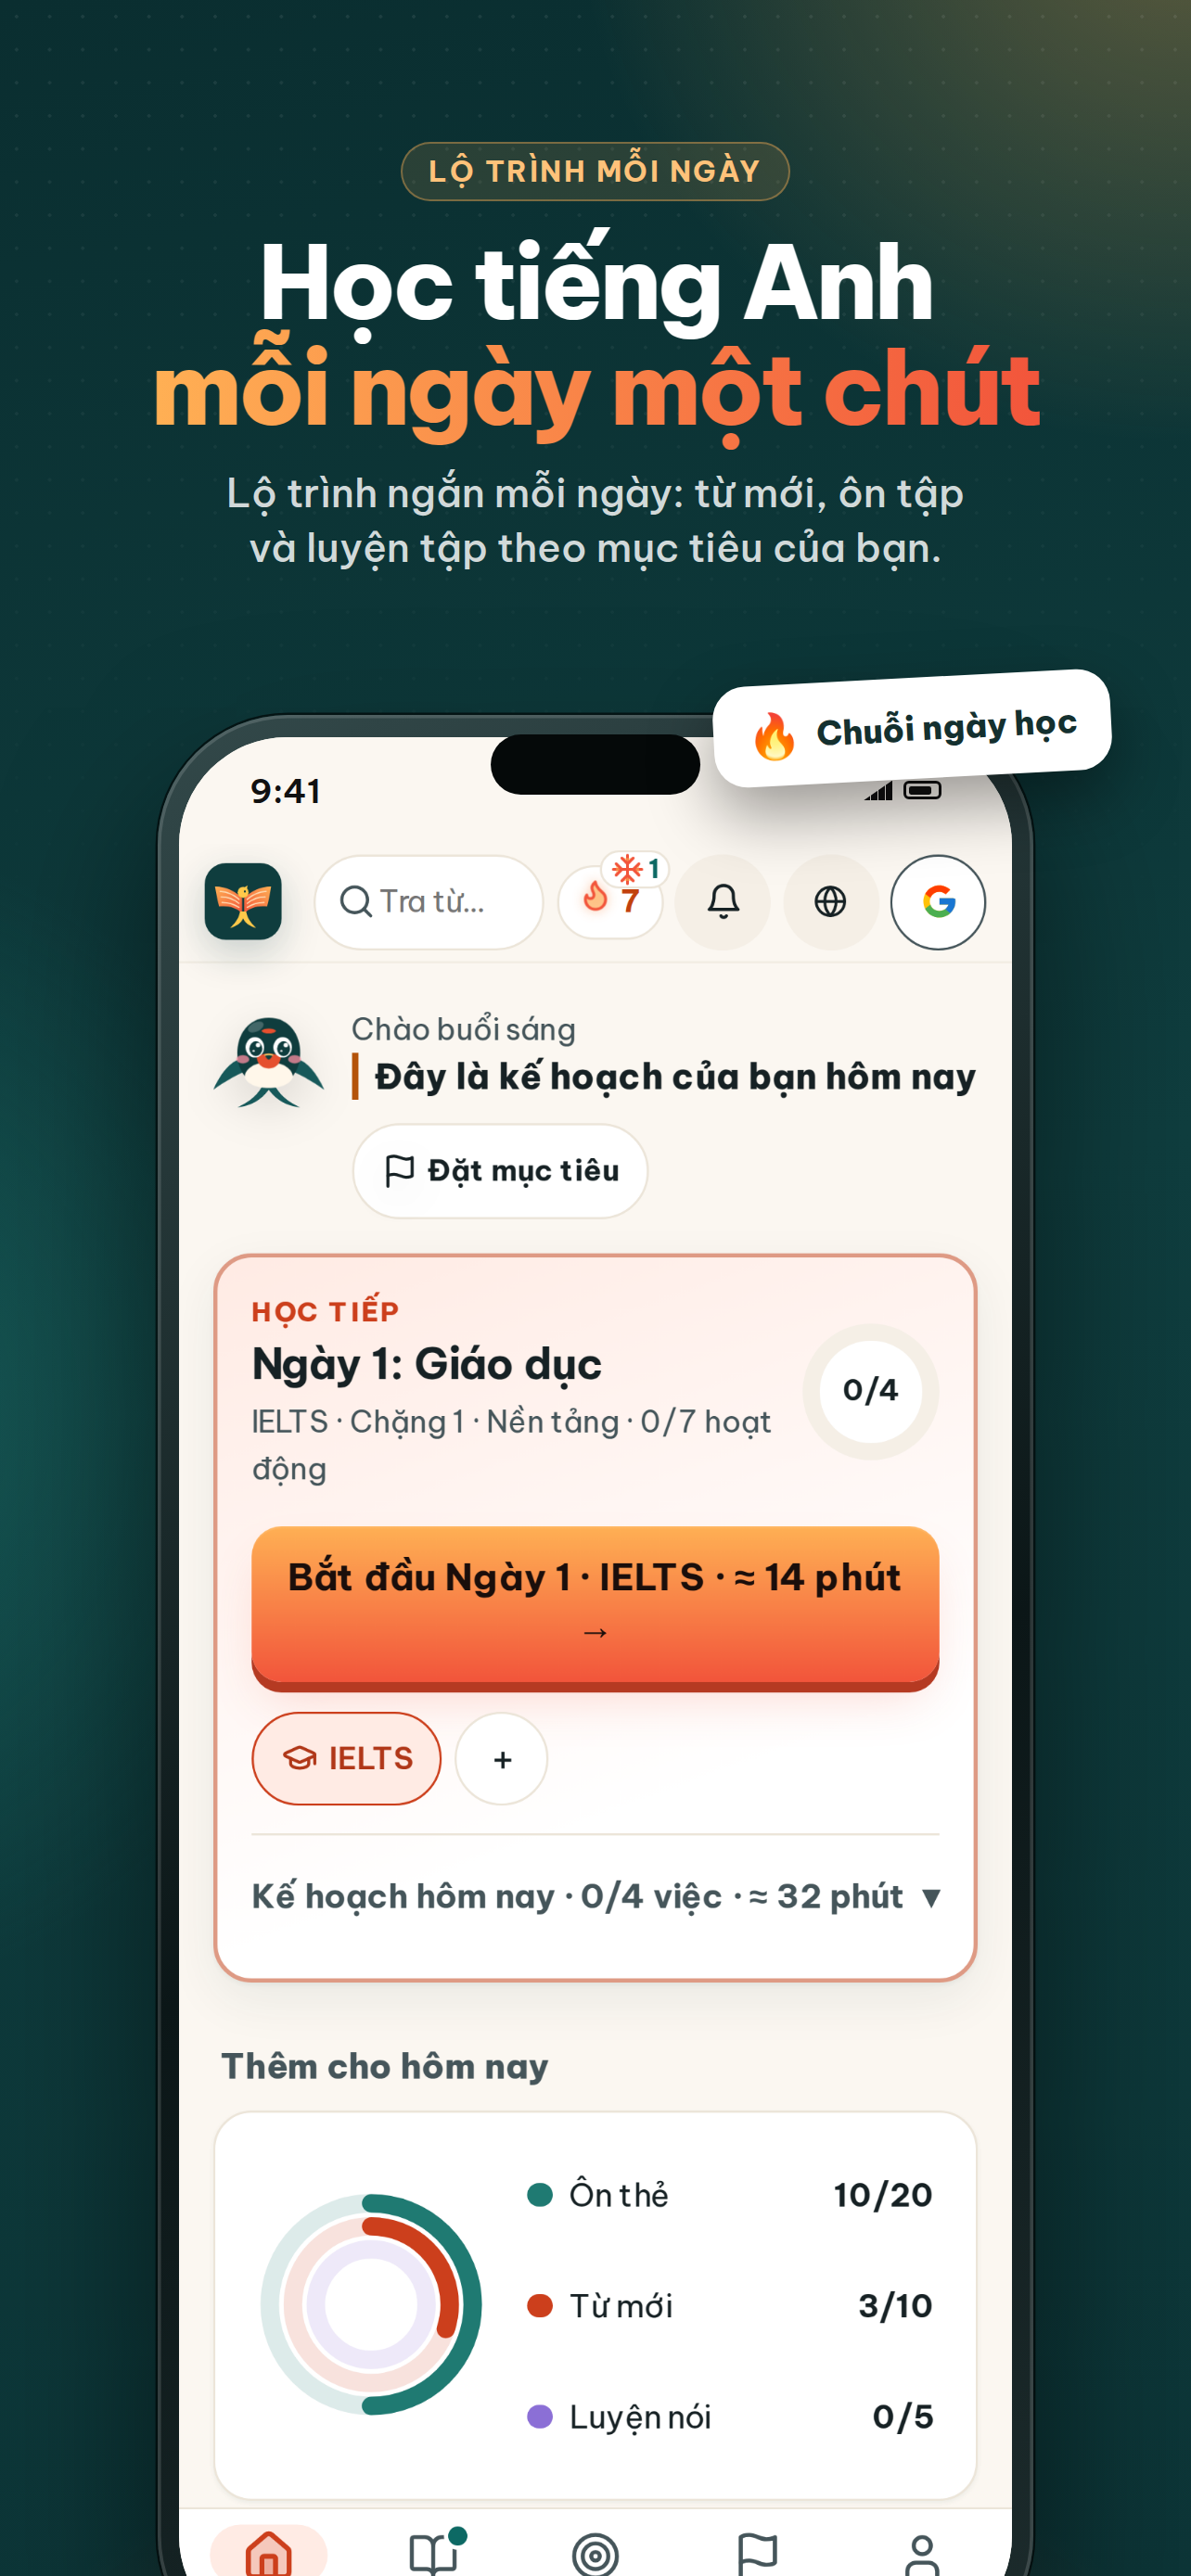 LỘ TRÌNH MỖI NGÀY
Học tiếng Anh
mỗi ngày một chút
Lộ trình ngắn mỗi ngày: từ mới, ôn tập
và luyện tập theo mục tiêu của bạn.
🔥 Chuỗi ngày học
9:41
Tra từ...
1
7
Chào buổi sáng
Đây là kế hoạch của bạn hôm nay
Đặt mục tiêu
HỌC TIẾP
Ngày 1: Giáo dục
IELTS · Chặng 1 · Nền tảng · 0/7 hoạt
động
0/4
Bắt đầu Ngày 1 · IELTS · ≈ 14 phút
→
IELTS
+
Kế hoạch hôm nay · 0/4 việc · ≈ 32 phút ▼
Thêm cho hôm nay
Ôn thẻ 10/20
Từ mới 3/10
Luyện nói 0/5